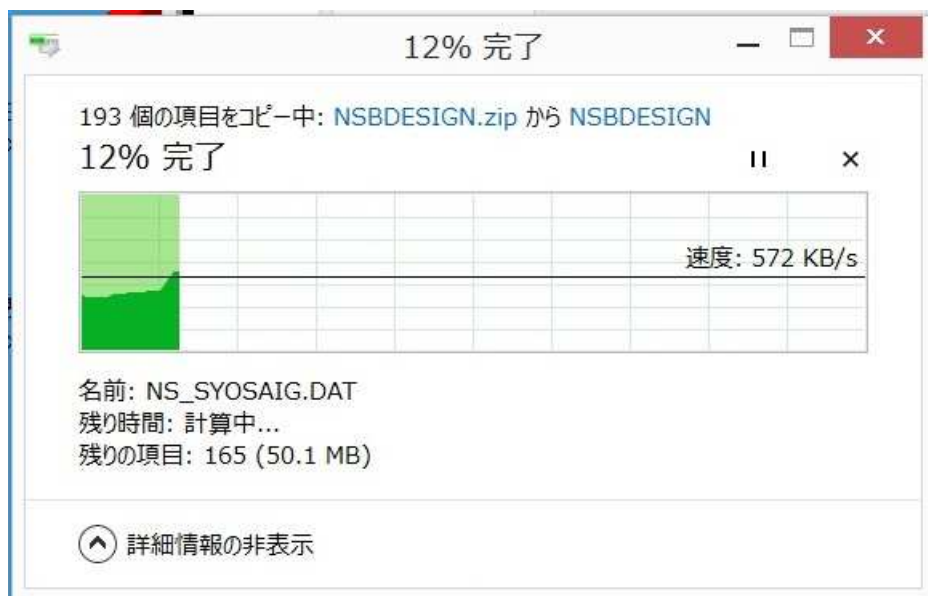 12% 完了
193 個の項目をコピー中: NSBDESIGN.zip から NSBDESIGN
12% 完了
速度: 572 KB/s
名前: NS_SYOSAIG.DAT
残り時間: 計算中...
残りの項目: 165 (50.1 MB)
詳細情報の非表示